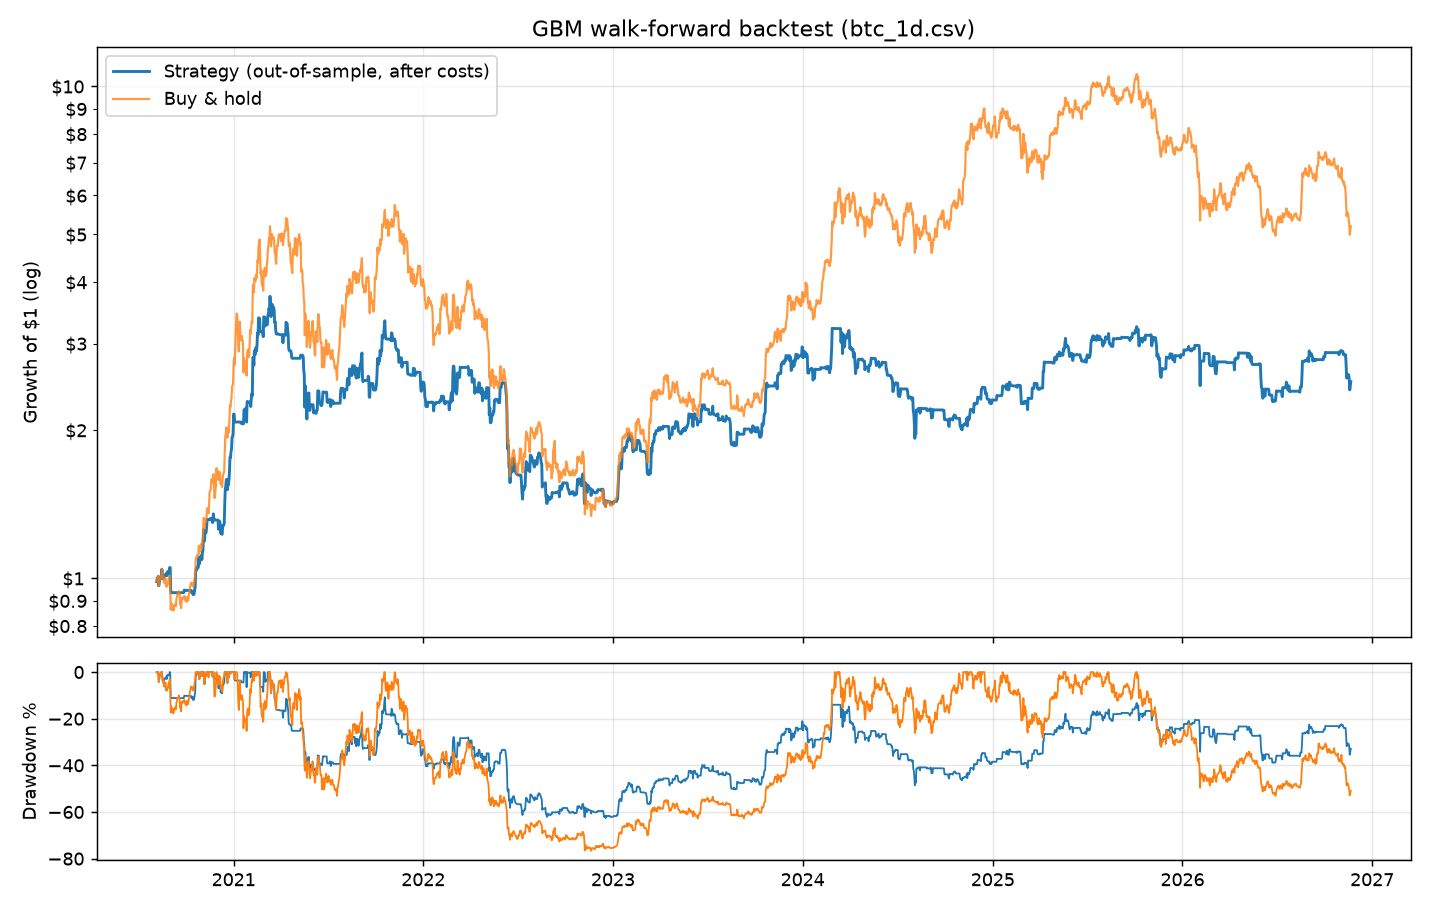 GBM walk-forward backtest (btc_1d.csv)
Strategy (out-of-sample, after costs)
Buy & hold
Growth of $1 (log)
$10
$9
$8
$7
$6
$5
$4
$3
$2
$1
$0.9
$0.8
Drawdown %
0
−20
−40
−60
−80
2021 2022 2023 2024 2025 2026 2027